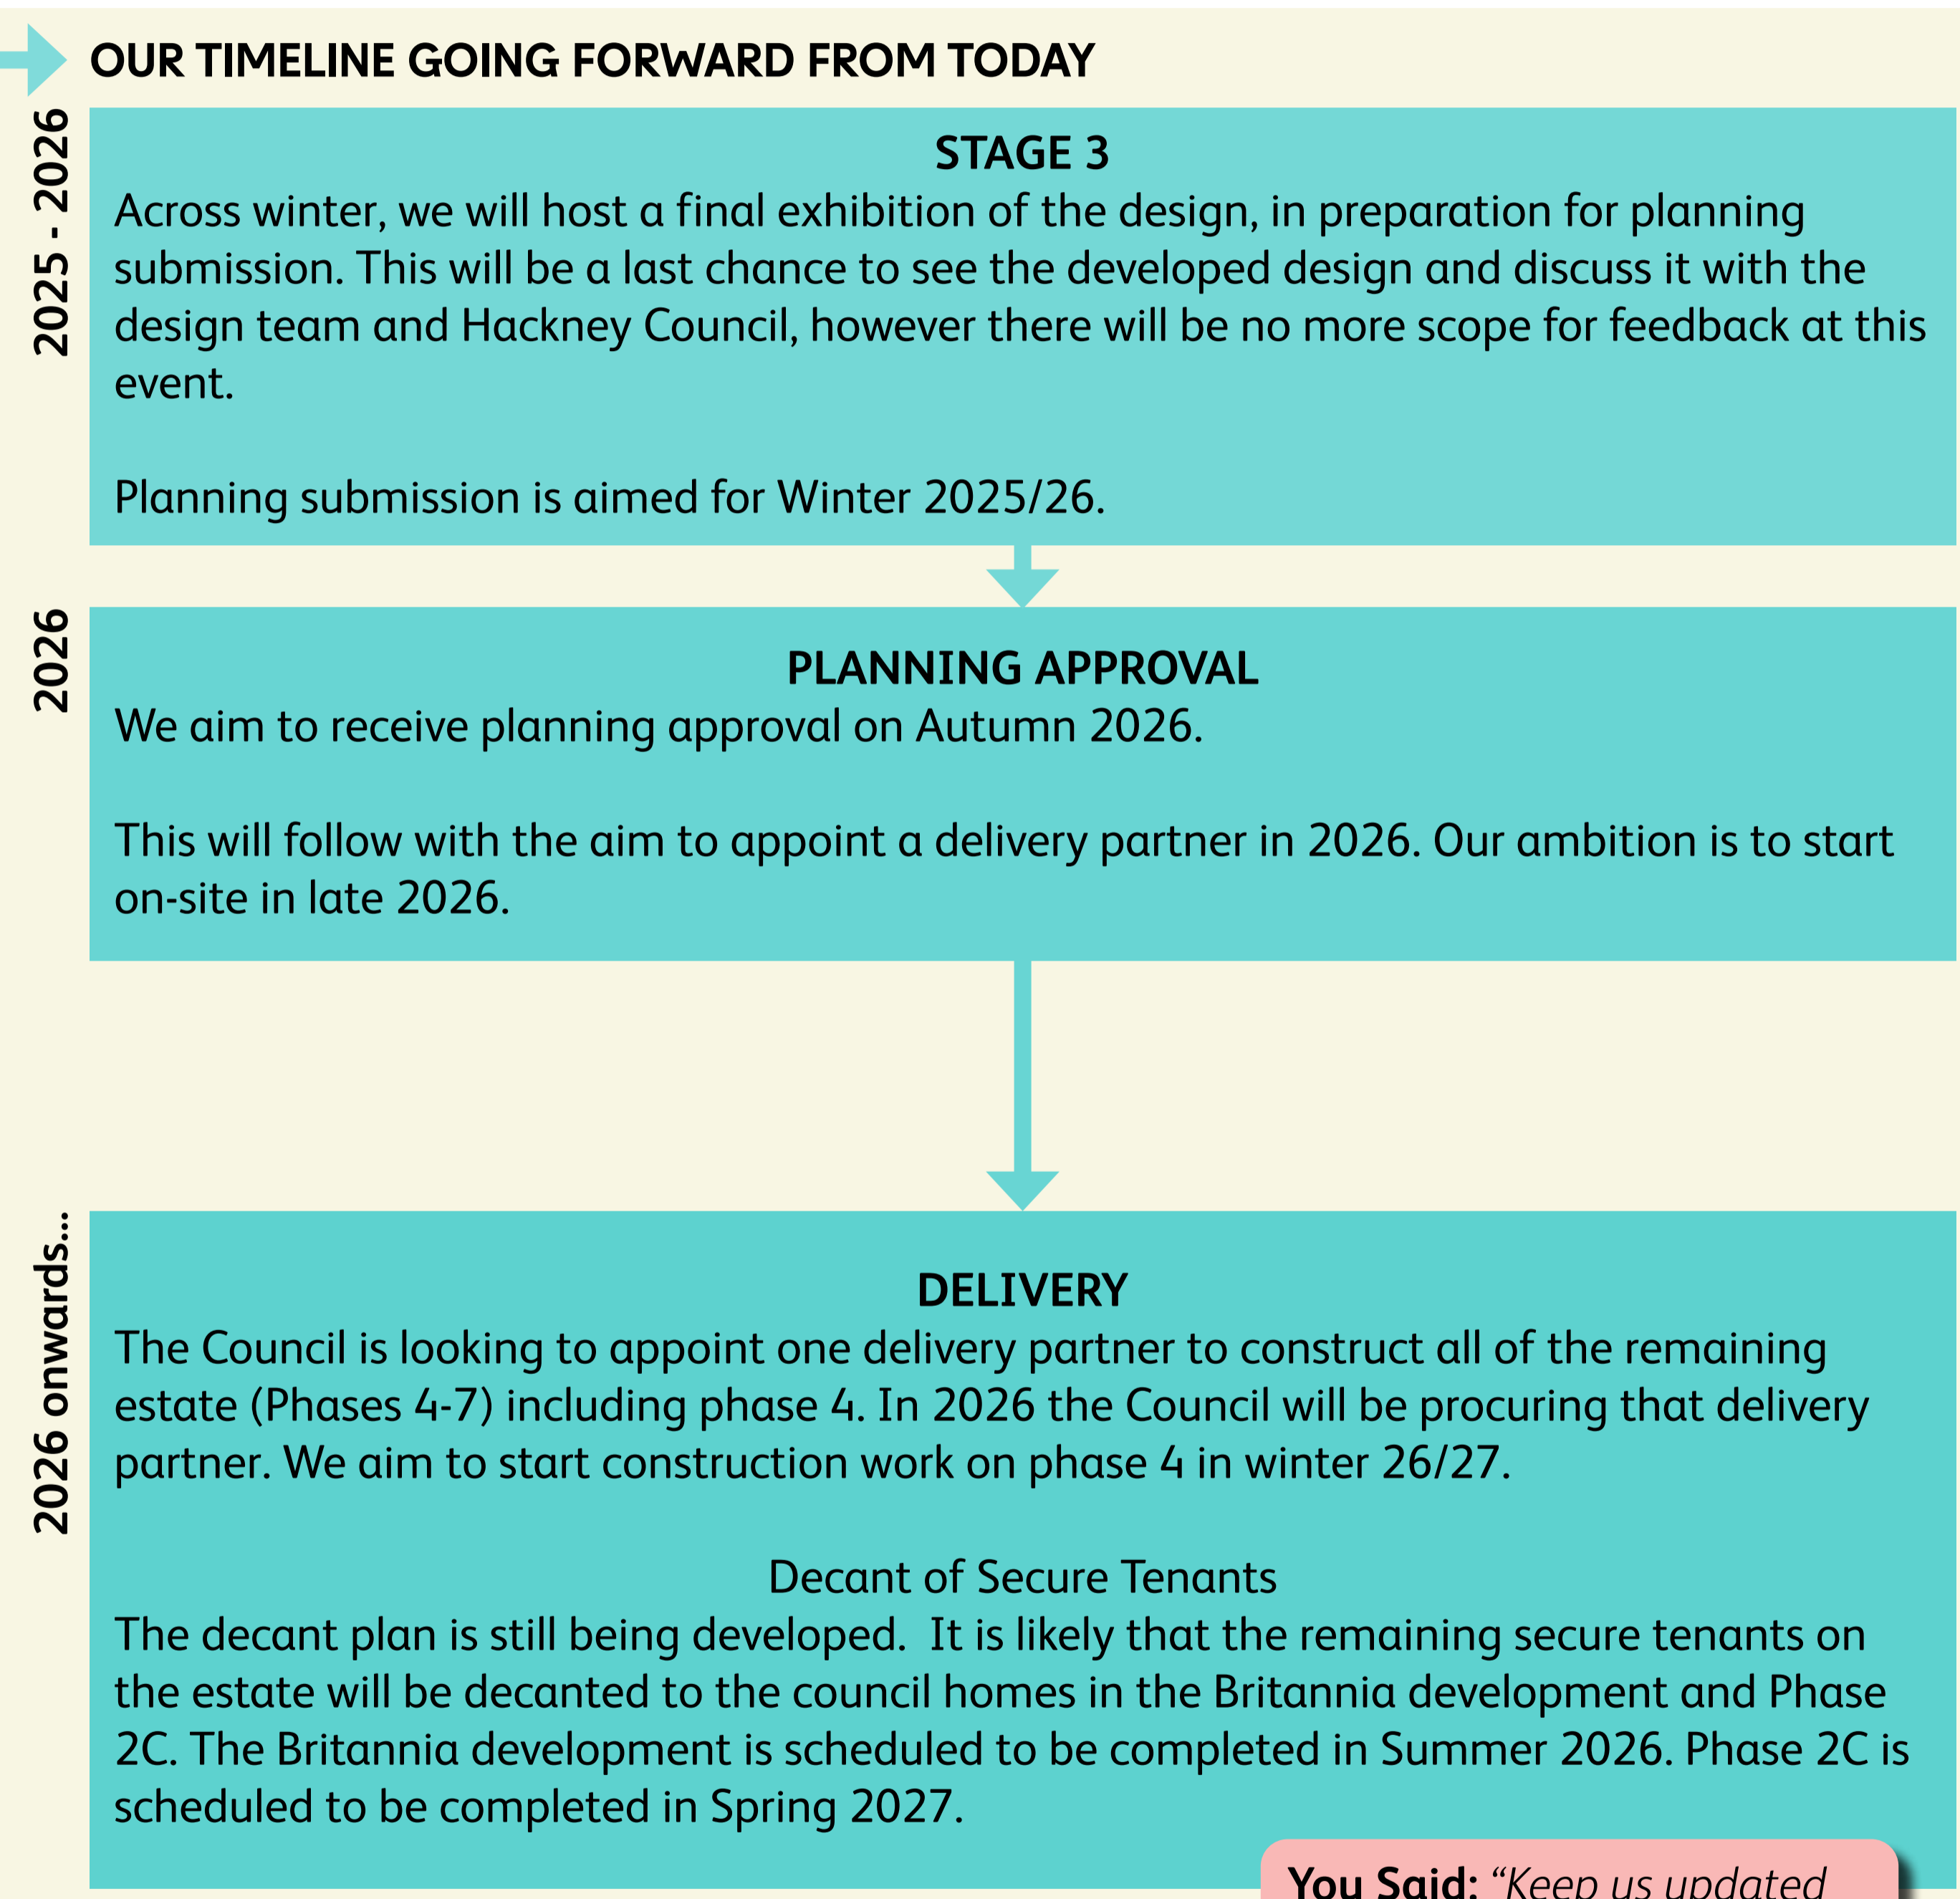 OUR TIMELINE GOING FORWARD FROM TODAY
2025 - 2026
STAGE 3
Across winter, we will host a final exhibition of the design, in preparation for planning
submission. This will be a last chance to see the developed design and discuss it with the
design team and Hackney Council, however there will be no more scope for feedback at this
event.
Planning submission is aimed for Winter 2025/26.
2026
PLANNING APPROVAL
We aim to receive planning approval on Autumn 2026.
This will follow with the aim to appoint a delivery partner in 2026. Our ambition is to start
on-site in late 2026.
2026 onwards...
DELIVERY
The Council is looking to appoint one delivery partner to construct all of the remaining
estate (Phases 4-7) including phase 4. In 2026 the Council will be procuring that delivery
partner. We aim to start construction work on phase 4 in winter 26/27.
Decant of Secure Tenants
The decant plan is still being developed.  It is likely that the remaining secure tenants on
the estate will be decanted to the council homes in the Britannia development and Phase
2C. The Britannia development is scheduled to be completed in Summer 2026. Phase 2C is
scheduled to be completed in Spring 2027.
You Said: “Keep us updated